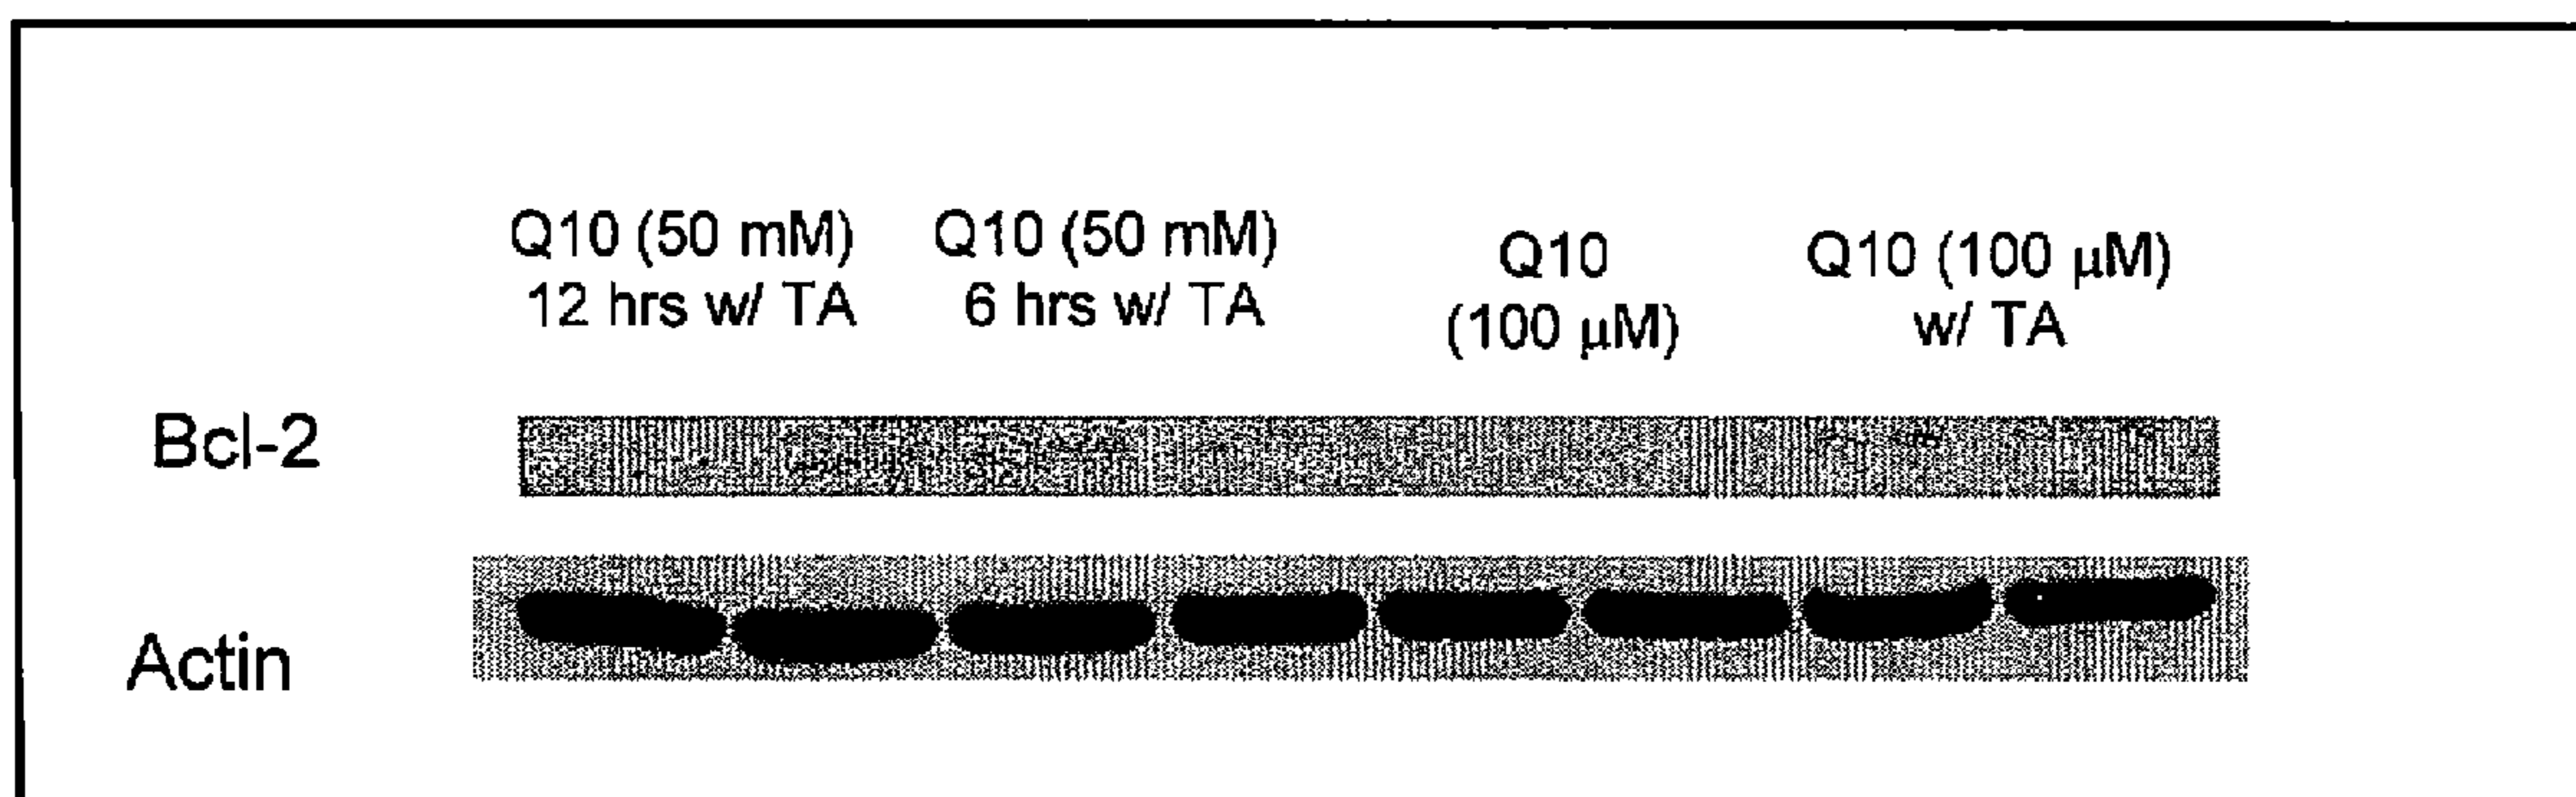 Q10 (50 mM)
12 hrs w/ TA
Q10 (50 mM)
6 hrs w/ TA
Q10
(100 μM)
Q10 (100 μM)
w/ TA
Bcl-2
Actin